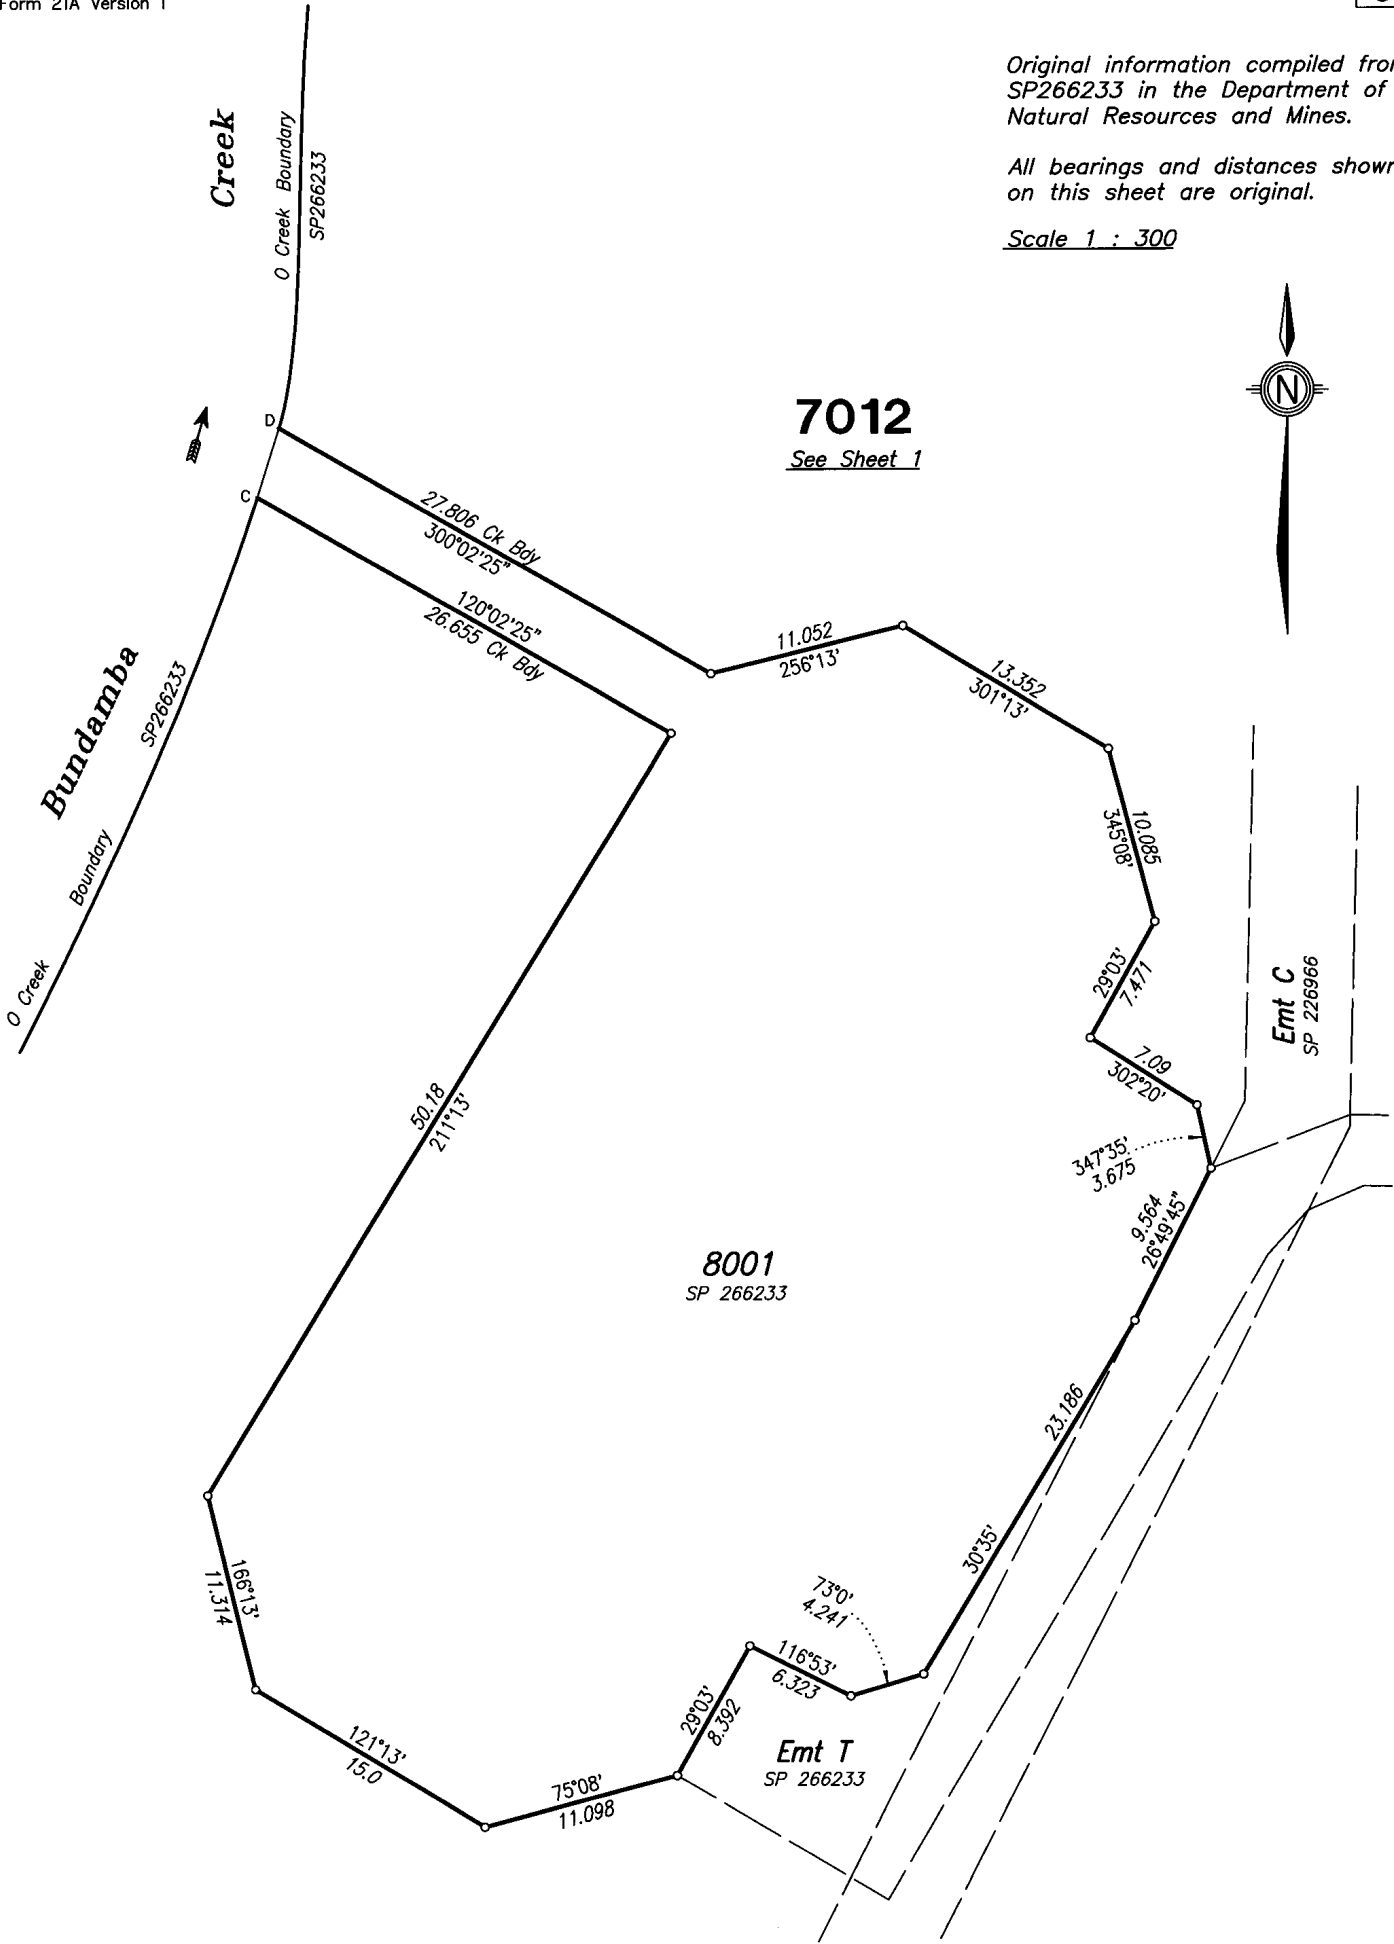 Form 21A Version 1
Original information compiled from
SP266233 in the Department of
Natural Resources and Mines.
All bearings and distances shown
on this sheet are original.
Scale 1 : 300
Creek
O Creek Boundary
SP266233
N
D
C
7012
See Sheet 1
27.806 Ck Bdy
300°02'25"
120°02'25"
26.655 Ck Bdy
11.052
256°13'
13.352
301°13'
Bundamba
SP266233
O Creek Boundary
10.085
345°08'
29°03'
7.471
7.09
302°20'
347°35'
3.675
Emt C
SP 226966
50.18
211°13'
9.564
26°49'45"
8001
SP 266233
23.186
30°35'
166°13'
11.314
73°0'
4.241
116°53'
6.323
29°03'
8.392
121°13'
15.0
75°08'
11.098
Emt T
SP 266233